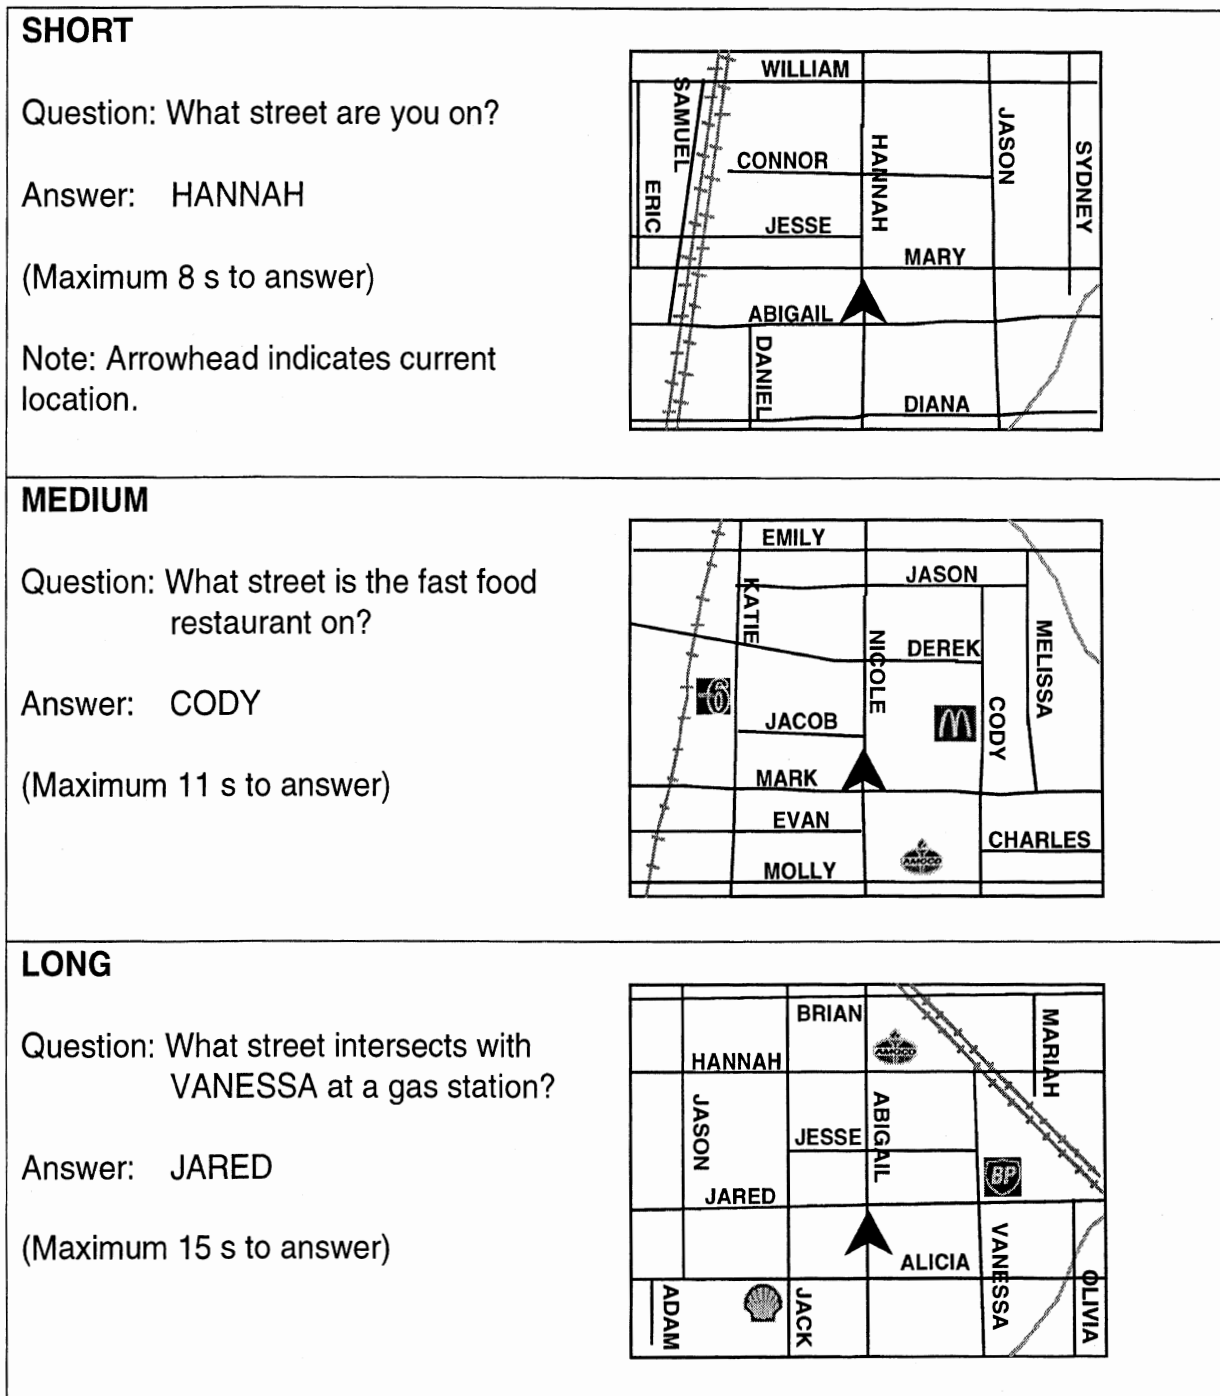 SHORT
Question: What street are you on?
Answer: HANNAH
(Maximum 8 s to answer)
Note: Arrowhead indicates current
location.
WILLIAM
SAMUEL
ERIC
CONNOR
HANNAH
JASON
SYDNEY
JESSE
MARY
ABIGAIL
DANIEL
DIANA
MEDIUM
Question: What street is the fast food
restaurant on?
Answer: CODY
(Maximum 11 s to answer)
EMILY
JASON
KATIE
NICOLE
DEREK
MELISSA
6
JACOB
M
CODY
MARK
EVAN
AMOCO
CHARLES
MOLLY
LONG
Question: What street intersects with
VANESSA at a gas station?
Answer: JARED
(Maximum 15 s to answer)
BRIAN
AMOCO
MARIAH
HANNAH
JASON
ABIGAIL
JESSE
BP
JARED
VANESSA
ALICIA
OLIVIA
ADAM
JACK